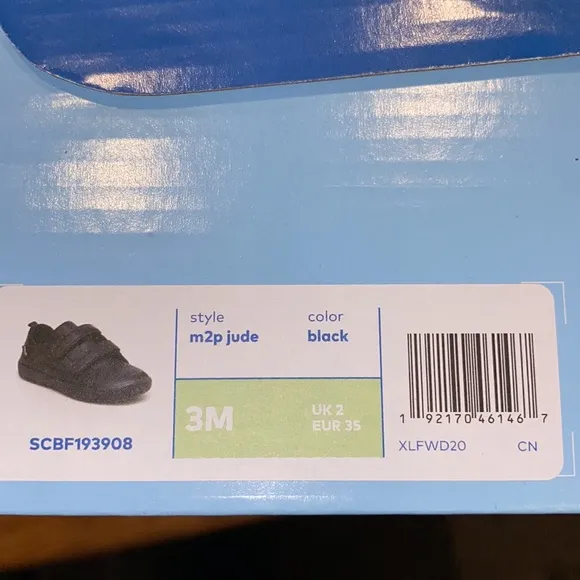 style
m2p jude
color
black
3M
UK 2
EUR 35
SCBF193908
1 92170 46146 7
XLFWD20
CN